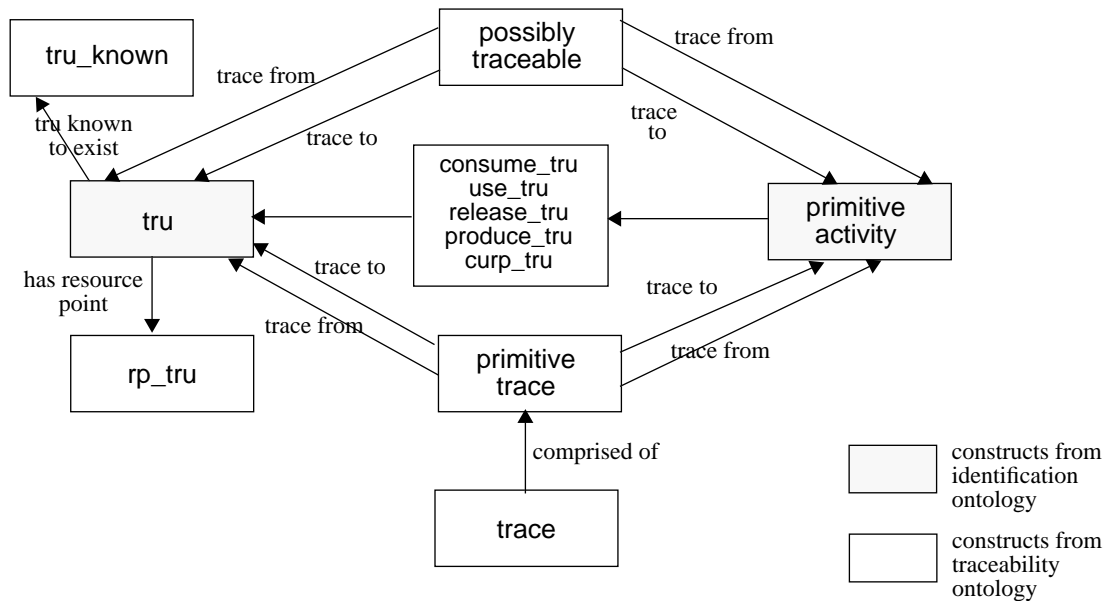 possibly
traceable
tru_known
trace from
trace from
tru known
to exist
trace to
trace
to
consume_tru
use_tru
release_tru
produce_tru
curp_tru
tru
primitive
activity
has resource
point
trace to
trace from
trace to
trace from
rp_tru
primitive
trace
comprised of
trace
constructs from
identification
ontology
constructs from
traceability
ontology